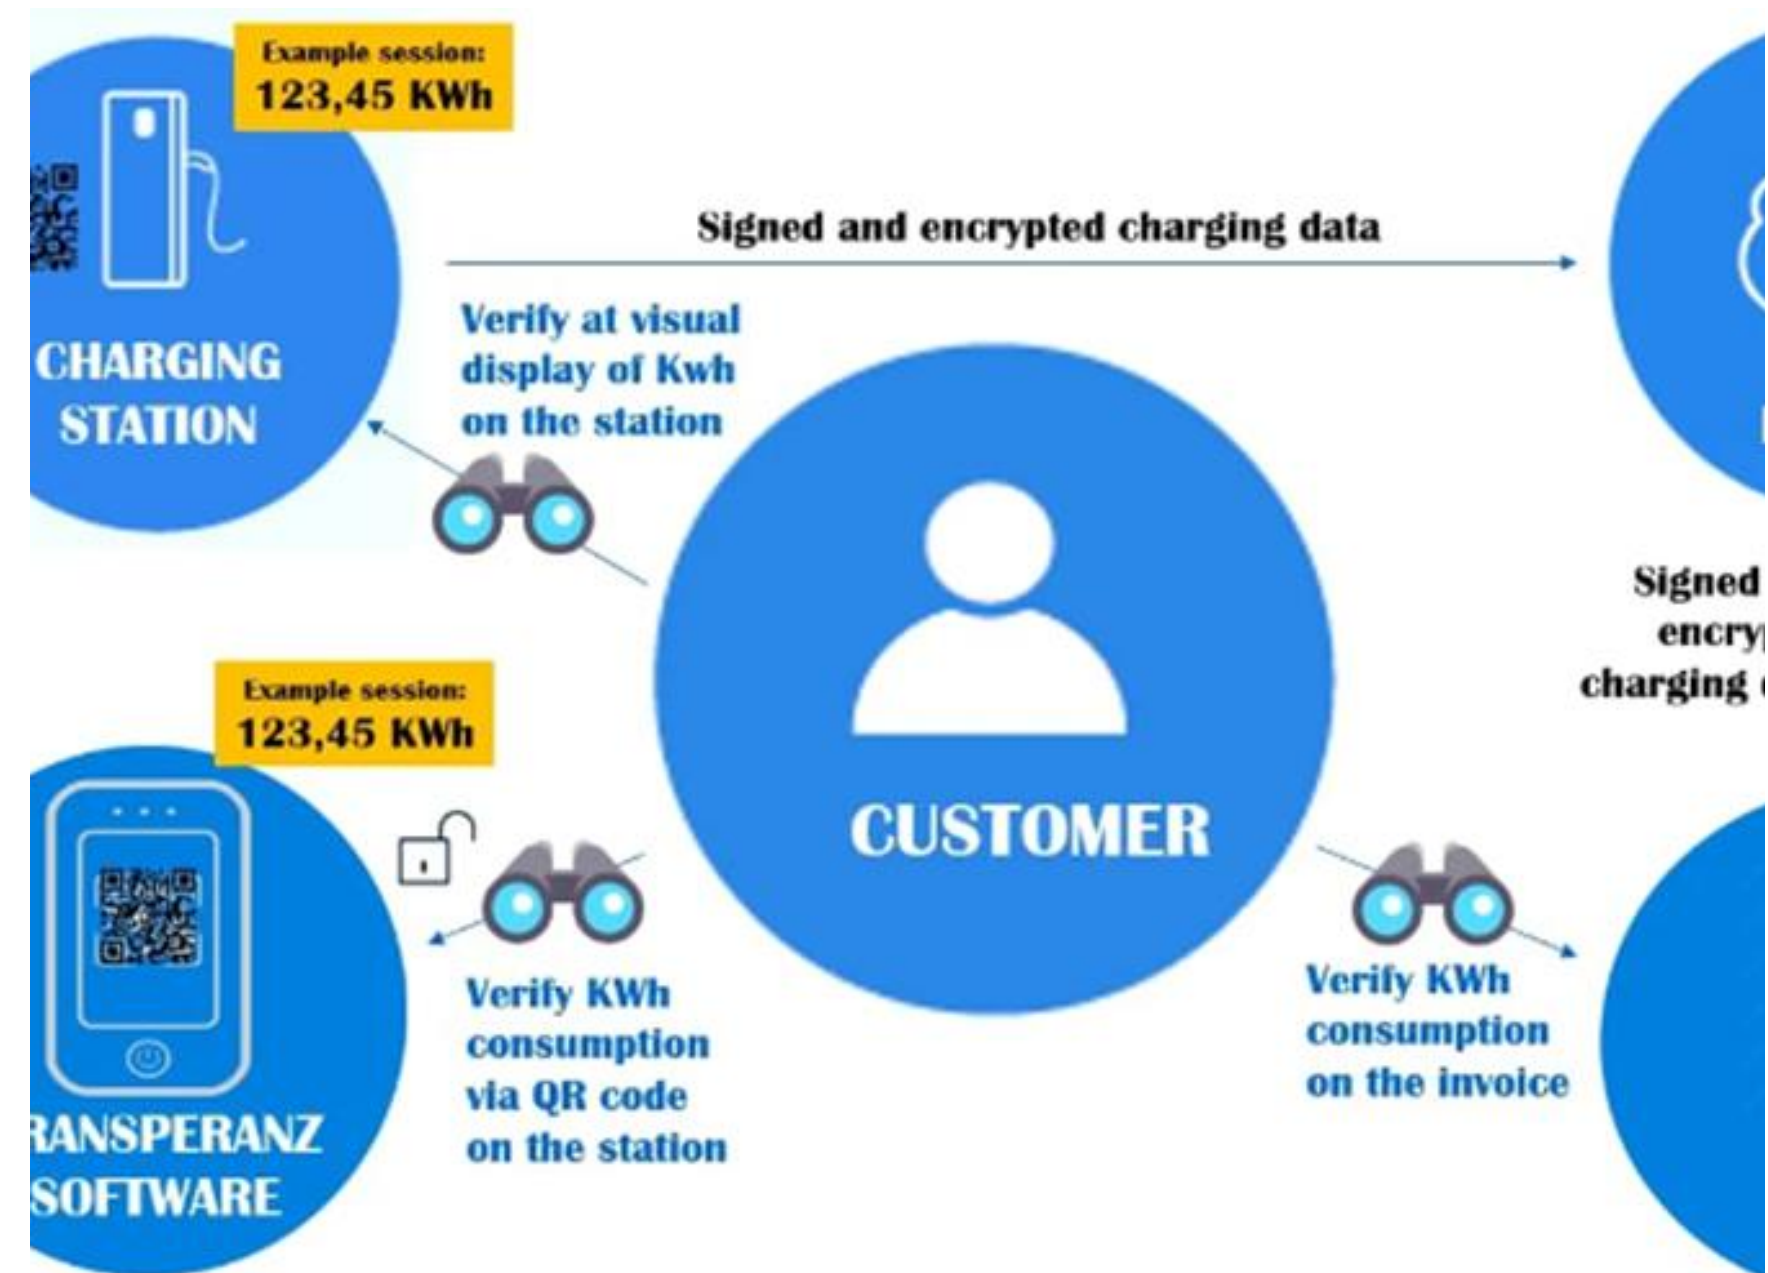 Example session:
123,45 KWh
CHARGING
STATION
Signed and encrypted charging data
Verify at visual
display of Kwh
on the station
Signed
encryp
charging
Example session:
123,45 KWh
CUSTOMER
RANSPERANZ
SOFTWARE
Verify KWh
consumption
via QR code
on the station
Verify KWh
consumption
on the invoice